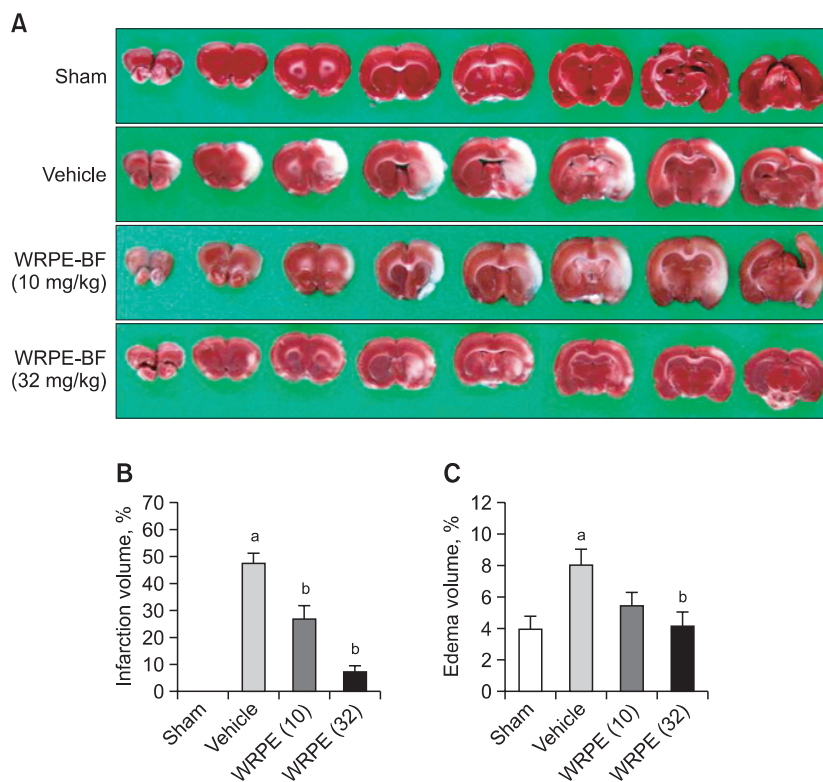 A
Sham
Vehicle
WRPE-BF
(10 mg/kg)
WRPE-BF
(32 mg/kg)
B
Infarction volume, %
70
60
50
40
30
20
10
0
a
b
b
Sham
Vehicle
WRPE (10)
WRPE (32)
C
Edema volume, %
12
10
8
6
4
2
0
a
b
Sham
Vehicle
WRPE (10)
WRPE (32)